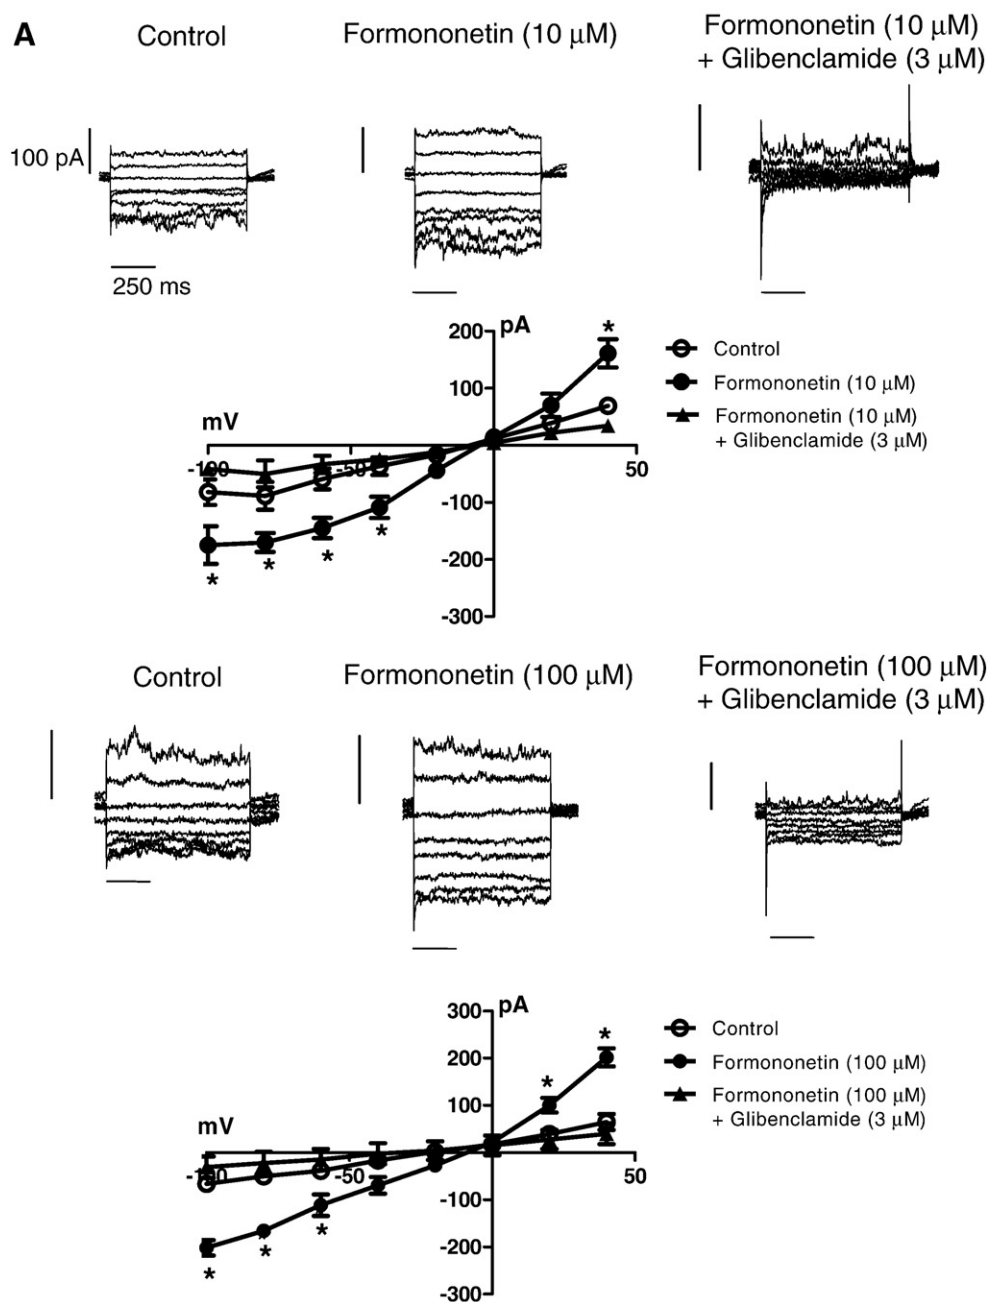 A
Control
Formononetin (10 μM)
Formononetin (10 μM)
+ Glibenclamide (3 μM)
100 pA
250 ms
200
pA
*
100
mV
-100
-50
50
-100
-200
-300
*
*
*
*
Control
Formononetin (10 μM)
Formononetin (10 μM)
+ Glibenclamide (3 μM)
Control
Formononetin (100 μM)
Formononetin (100 μM)
+ Glibenclamide (3 μM)
300
pA
*
200
*
100
mV
-100
-50
50
-100
-200
-300
*
*
*
Control
Formononetin (100 μM)
Formononetin (100 μM)
+ Glibenclamide (3 μM)